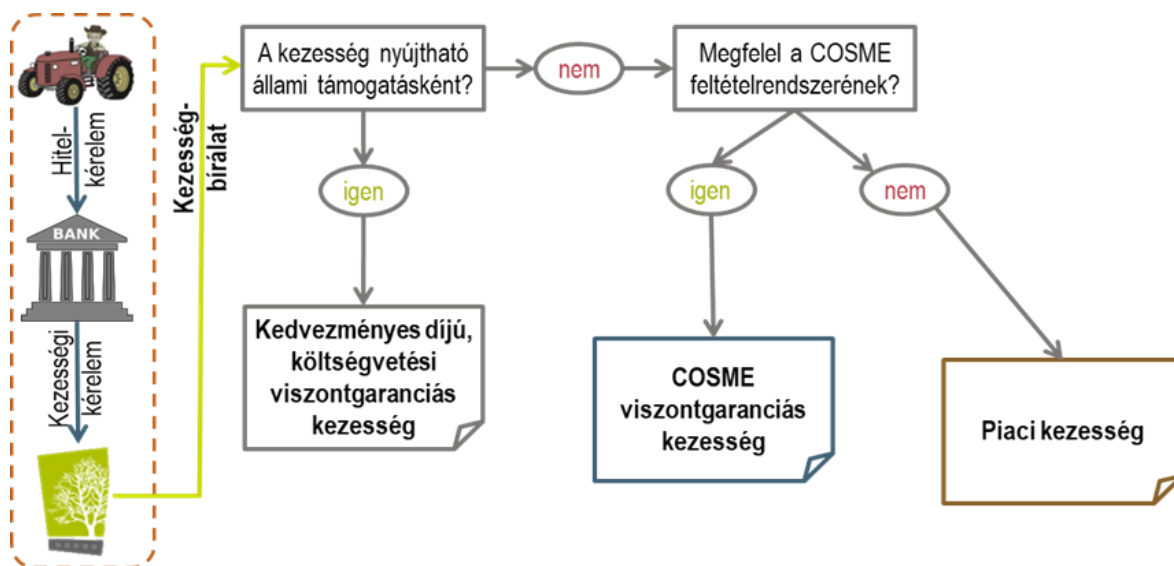 Hitel-
kérelem
BANK
Kezességi
kérelem
Kezesség-
bírálat
A kezesség nyújtható
állami támogatásként?
nem
Megfelel a COSME
feltételrendszerének?
igen
igen
nem
Kedvezményes díjú,
költségvetési
viszontgaranciás
kezesség
COSME
viszontgaranciás
kezesség
Piaci kezesség